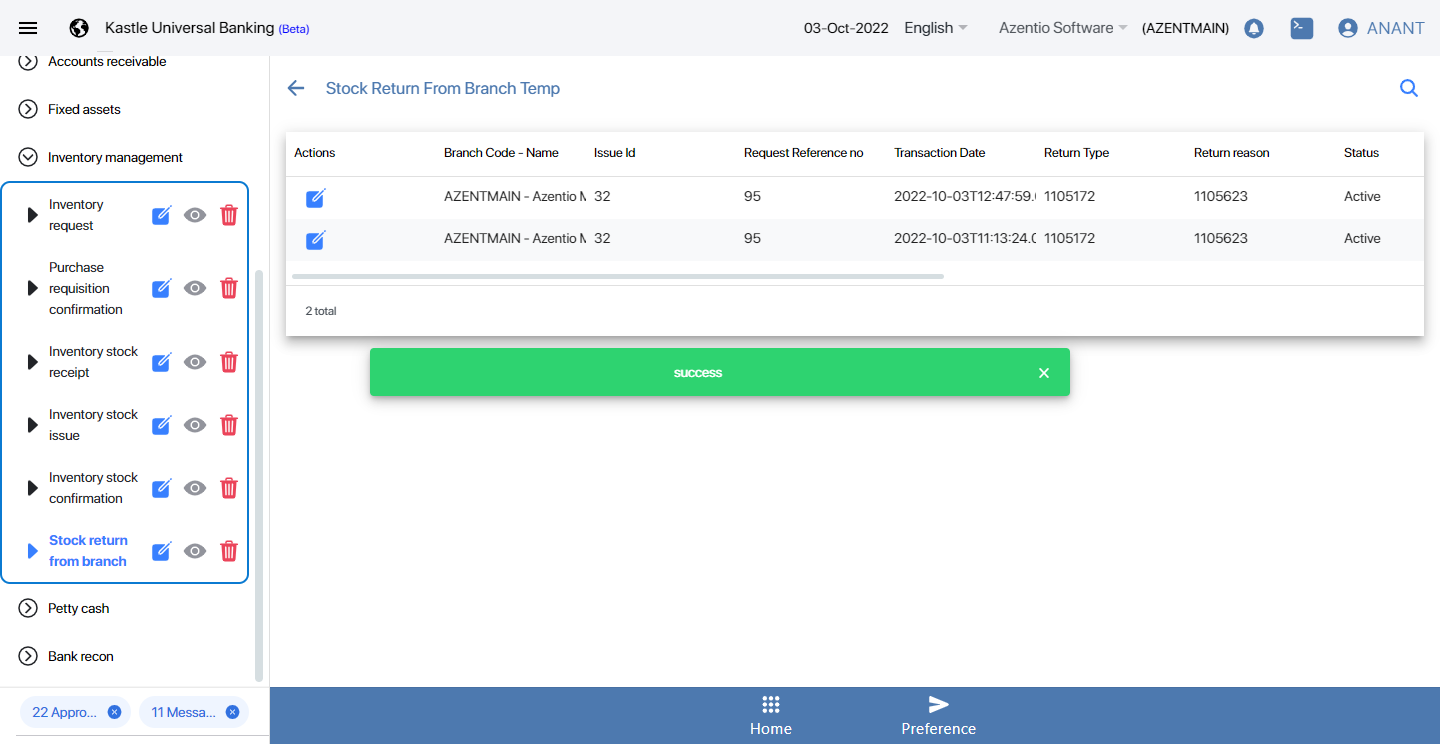 Kastle Universal Banking (Beta)
03-Oct-2022
English
Azentio Software
(AZENTMAIN)
ANANT
Accounts receivable
Fixed assets
Inventory management
Inventory
request
Purchase
requisition
confirmation
Inventory stock
receipt
Inventory stock
issue
Inventory stock
confirmation
Stock return
from branch
Petty cash
Bank recon
22 Appro...
11 Messa...
Stock Return From Branch Temp
Actions Branch Code - Name Issue Id Request Reference no Transaction Date Return Type Return reason Status
AZENTMAIN - Azentio M 32 95 2022-10-03T12:47:59. 1105172 1105623 Active
AZENTMAIN - Azentio M 32 95 2022-10-03T11:13:24.0 1105172 1105623 Active
2 total
success
Home
Preference